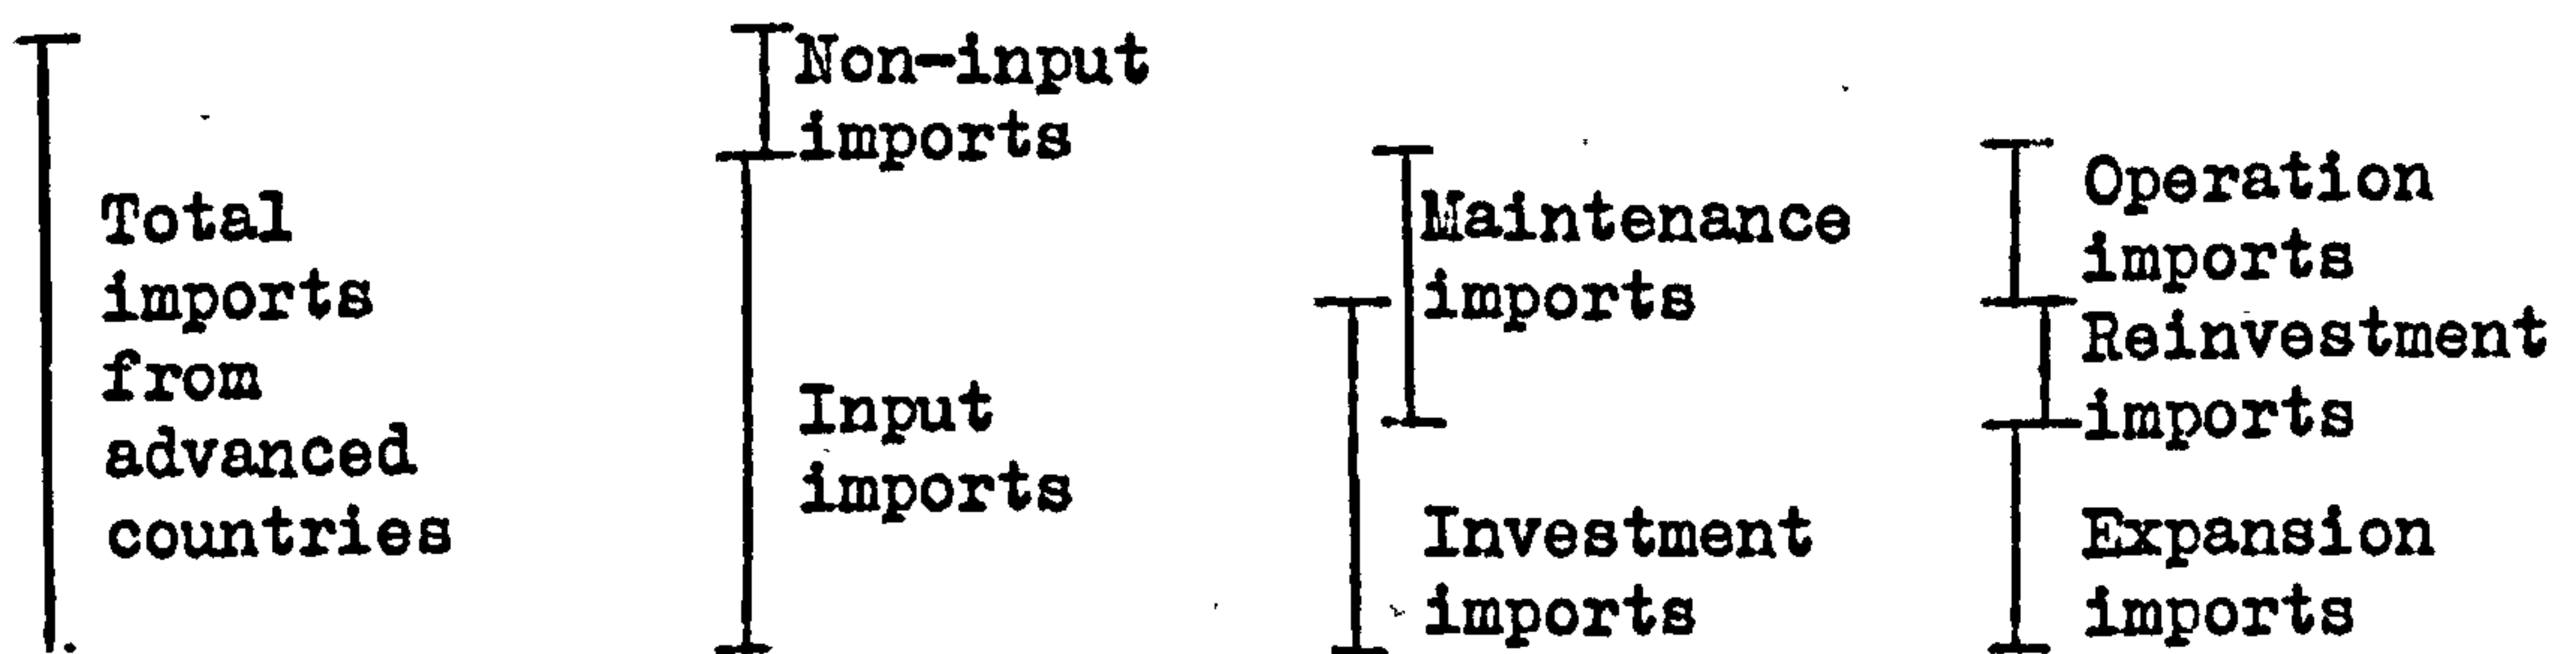 Total
imports
from
advanced
countries
Non-input
imports
Input
imports
Maintenance
imports
Investment
imports
Operation
imports
Reinvestment
imports
Expansion
imports